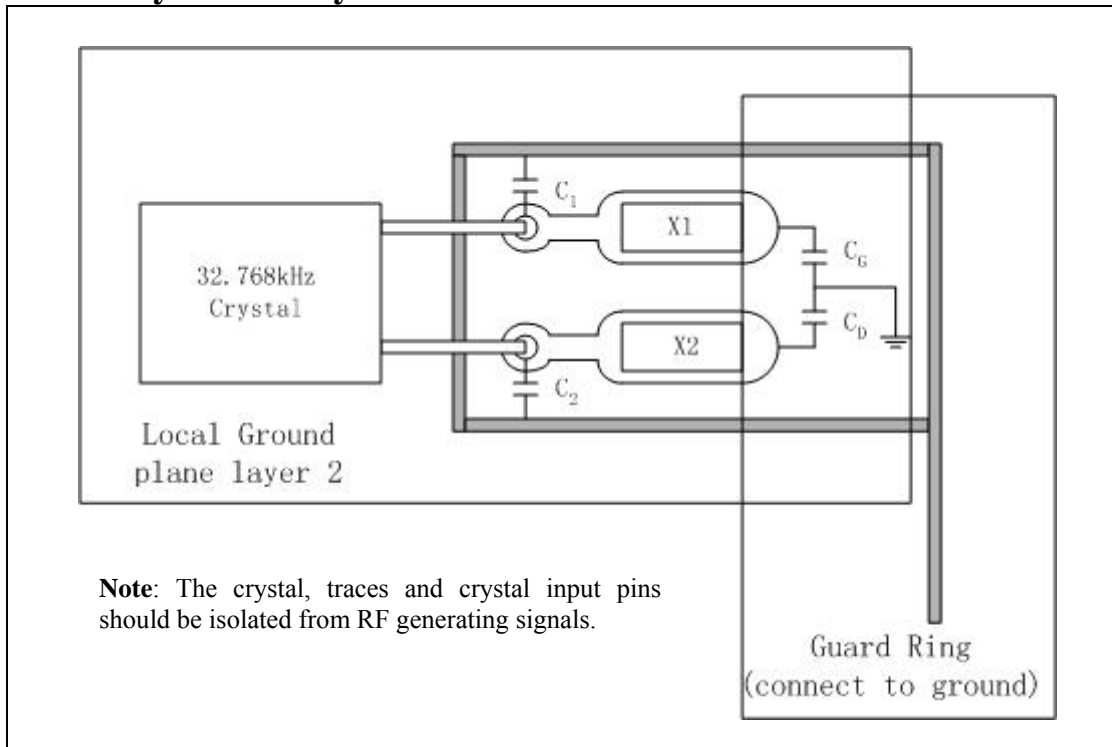 C1
X1
CG
32.768kHz
Crystal
CD
X2
C2
Local Ground
plane layer 2
Note: The crystal, traces and crystal input pins
should be isolated from RF generating signals.
Guard Ring
(connect to ground)